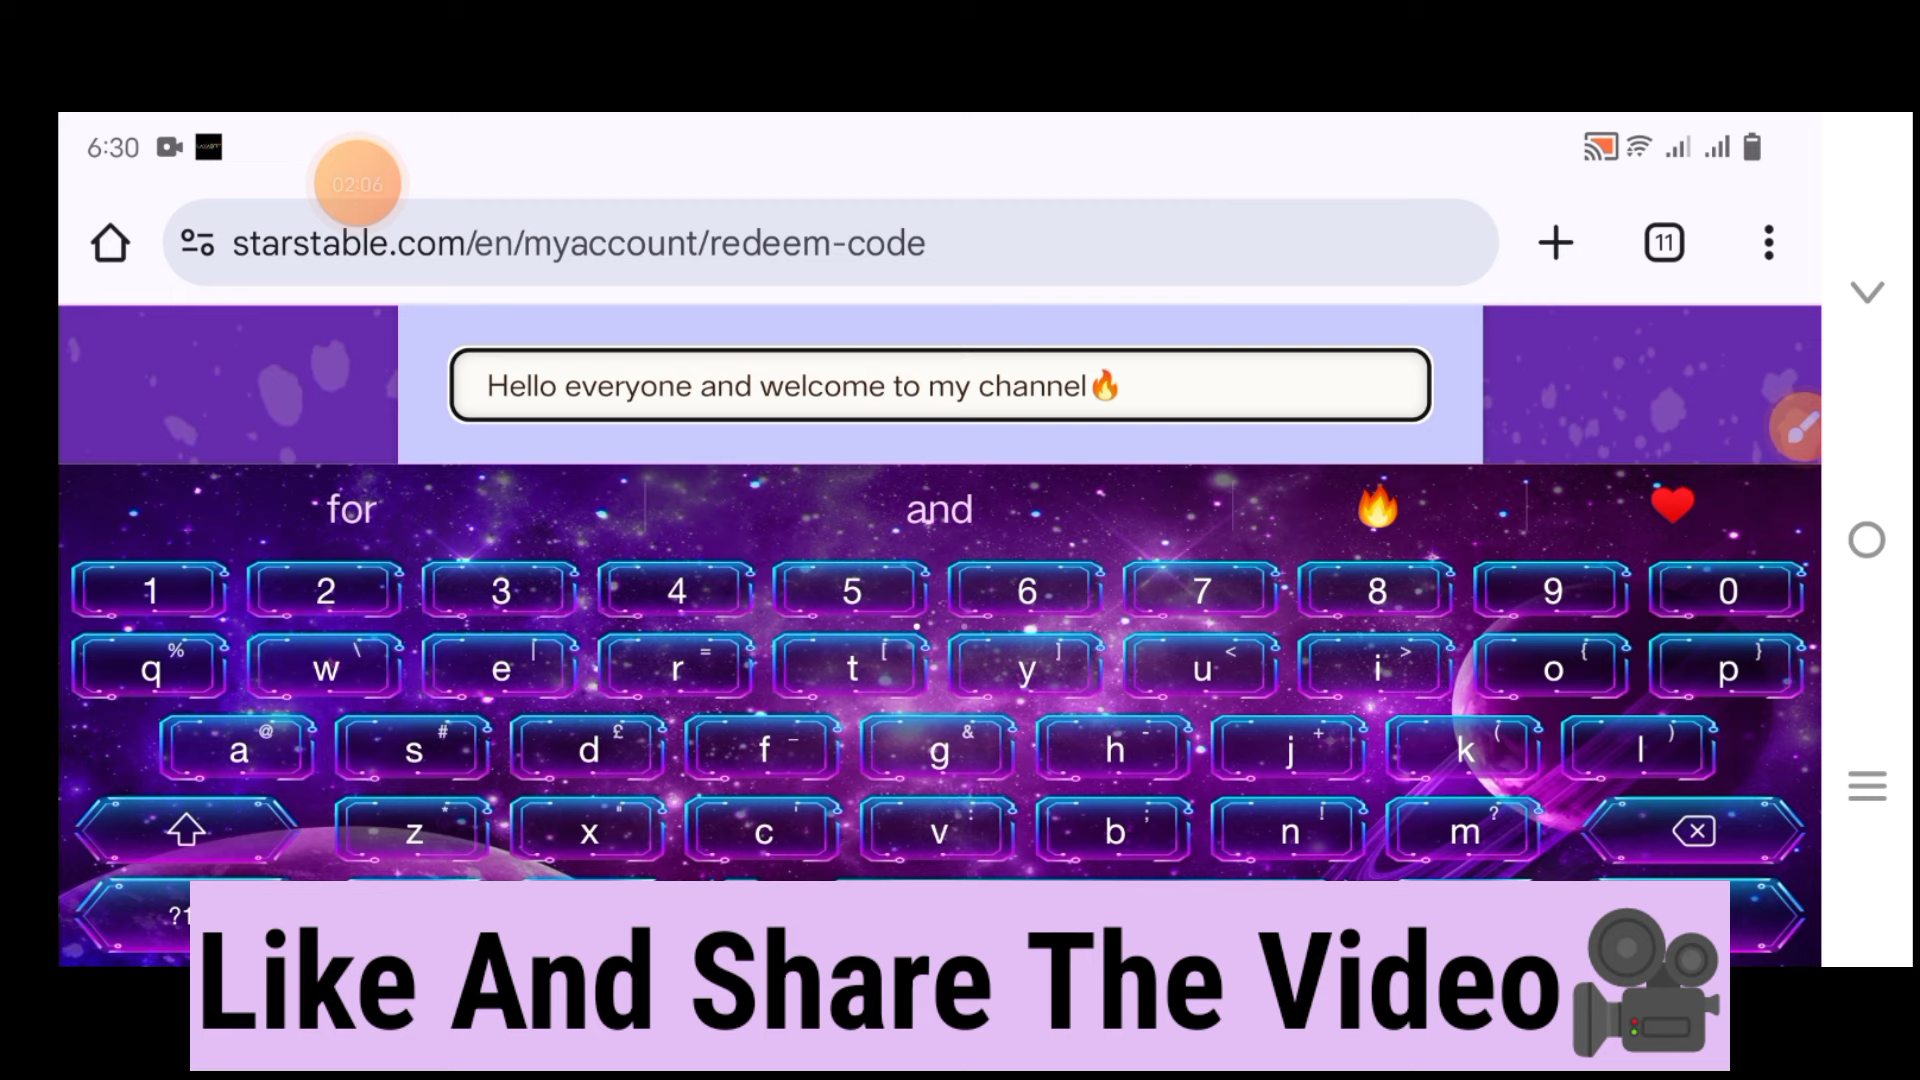 6:30
02:06
starstable.com/en/myaccount/redeem-code
11
Hello everyone and welcome to my channel🔥
for and 🔥 ❤️
1 2 3 4 5 6 7 8 9 0
q % w \ e | r = t [ y ] u < i > o { p }
a @ s # d £ f _ g & h - j + k ( l )
z * x " c ' v : b ; n ! m ?
Like And Share The Video🎥